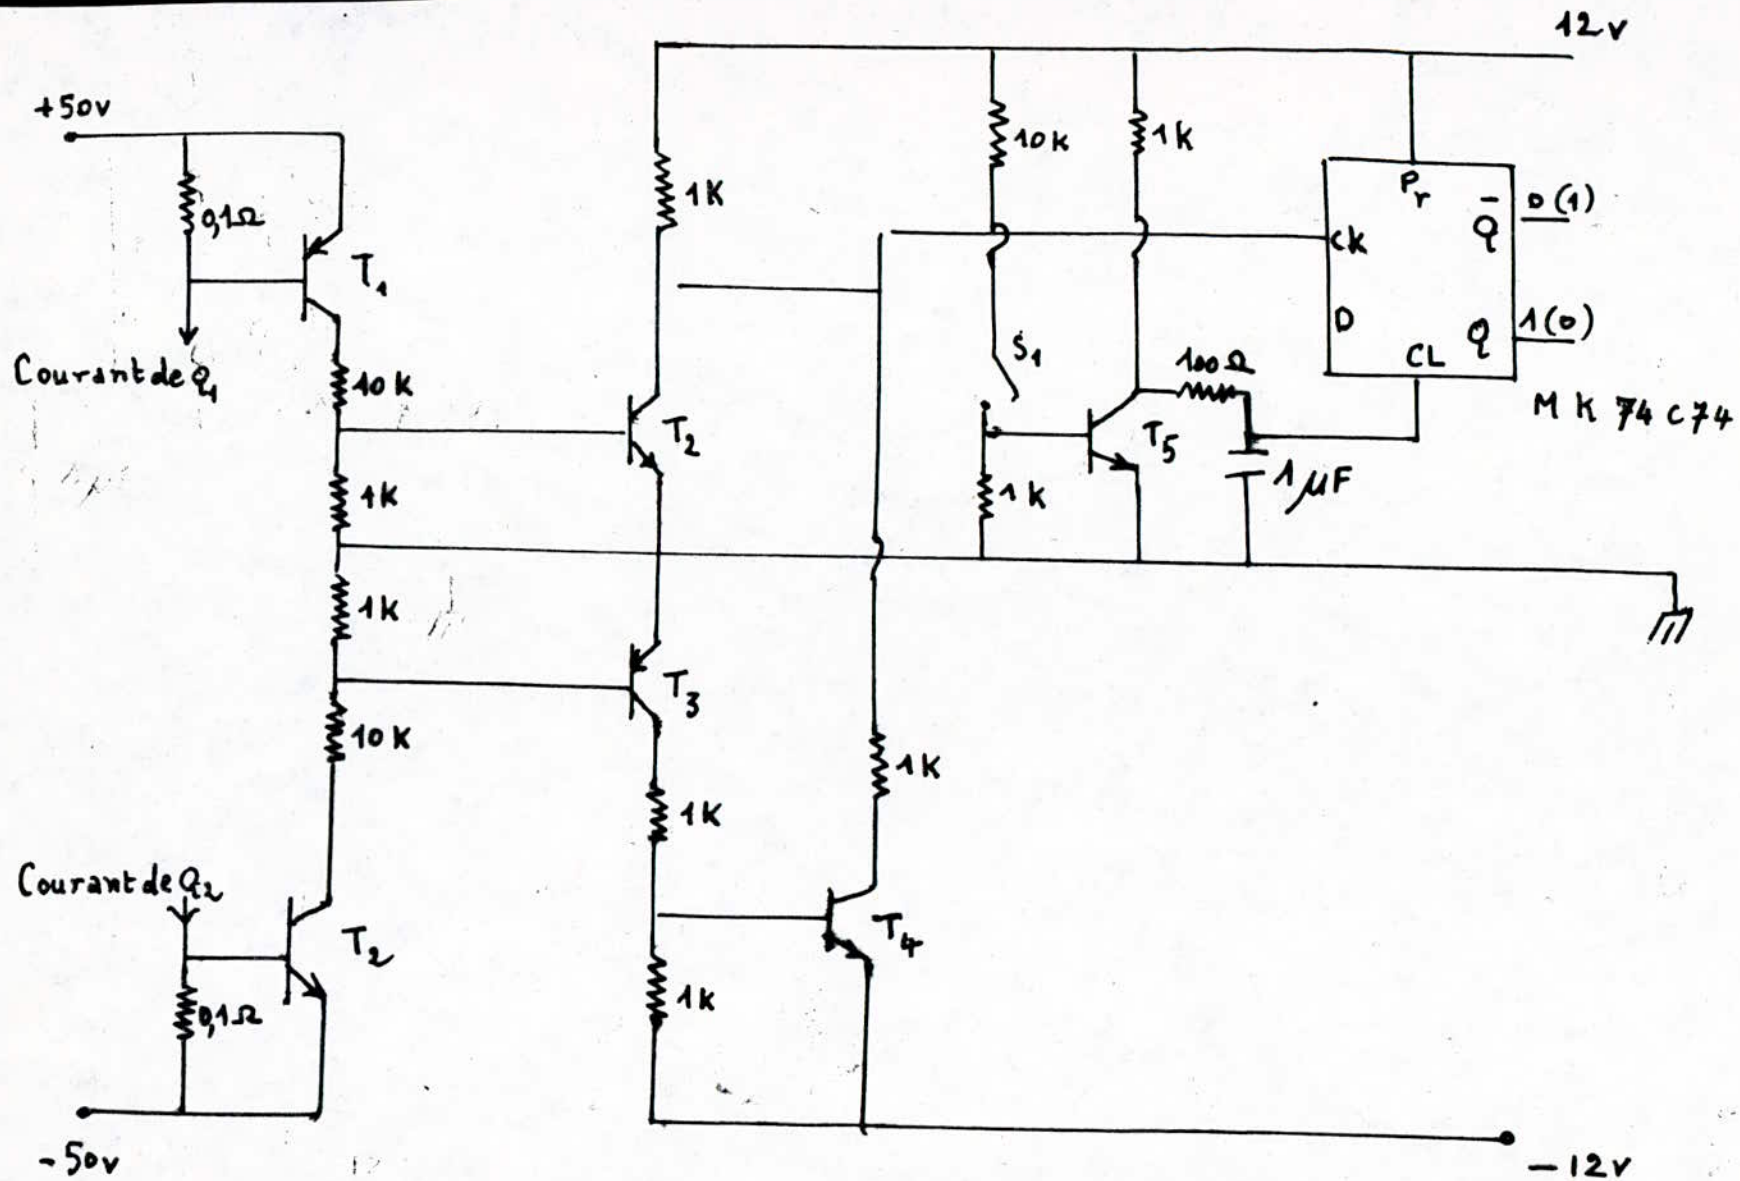 12v
+50v
0,1Ω
T1
Courant de Q1
10K
1K
1K
10K
Courant de Q2
T2
0,1Ω
-50v
1K
T2
T3
1K
1K
T4
1K
10K
1K
S1
1K
T5
100Ω
1µF
Pr
ck
D
CL
Q̄
0(1)
Q
1(0)
MK 74c74
-12v